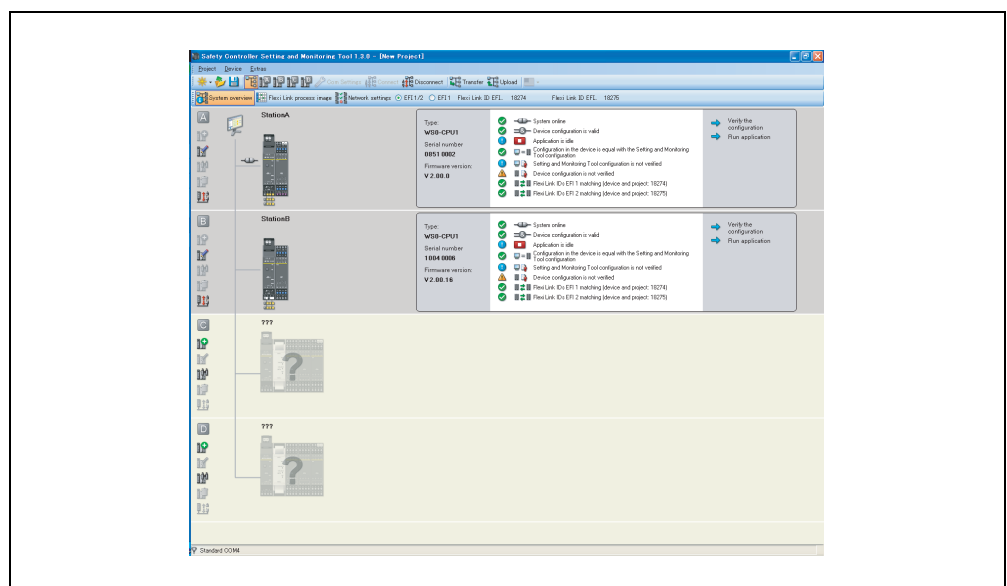 Safety Controller Setting and Monitoring Tool 1.3.0 - [New Project]
Project Device Extras
Connect Disconnect Transfer Upload
System overview Flexi Link process image Network settings EFI1/2 EFI1 Flexi Link ID EFI.. 18274 Flexi Link ID EFI.. 18275
A
StationA
Type:
WS0-CPU1
Serial number
0851 0082
Firmware version:
V 2.00.0
System online
Device configuration is valid
Application is idle
Configuration in the device is equal with the Setting and Monitoring
Tool configuration
Setting and Monitoring Tool configuration is not verified
Device configuration is not verified
Flexi Link IDs EFI 1 matching (device and project: 18274)
Flexi Link IDs EFI 2 matching (device and project: 18275)
Verify the
configuration
Run application
B
StationB
Type:
WS0-CPU1
Serial number
1004 0006
Firmware version:
V 2.00.16
System online
Device configuration is valid
Application is idle
Configuration in the device is equal with the Setting and Monitoring
Tool configuration
Setting and Monitoring Tool configuration is not verified
Device configuration is not verified
Flexi Link IDs EFI 1 matching (device and project: 18274)
Flexi Link IDs EFI 2 matching (device and project: 18275)
Verify the
configuration
Run application
C
???
?
D
???
?
Standard COM4